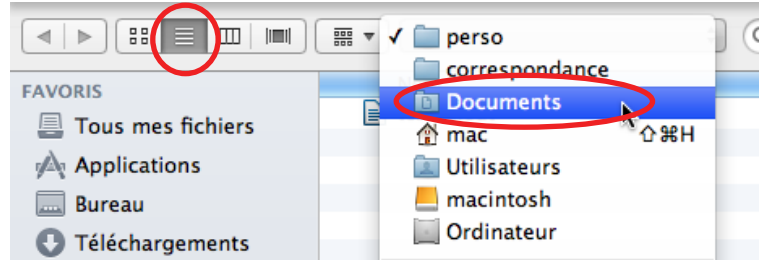 ✓ perso
correspondance
FAVORIS
Documents
Tous mes fichiers
mac ⇧⌘H
Applications
Utilisateurs
Bureau
macintosh
Téléchargements
Ordinateur